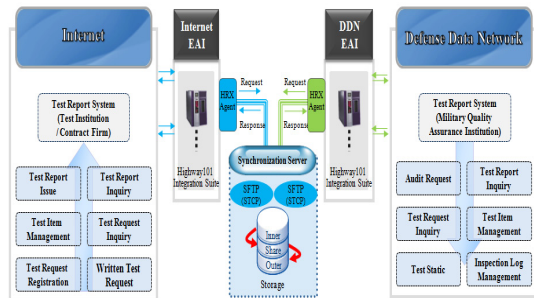 Internet
Test Report System
(Test Institution
/ Contract Firm)
Test Report
Issue
Test Report
Inquiry
Test Item
Management
Test Request
Inquiry
Test Request
Registration
Written Test
Request
Internet
EAI
Highway101
Integration Suite
HRX
Agent
Request
Response
Request
Response
HRX
Agent
DDN
EAI
Highway101
Integration Suite
Synchronization Server
SFTP
(STCP)
SFTP
(STCP)
Inner
Share
Outer
Storage
Defense Data Network
Test Report System
(Military Quality
Assurance Institution)
Audit Request
Test Report
Inquiry
Test Request
Inquiry
Test Item
Management
Test Static
Inspection Log
Management